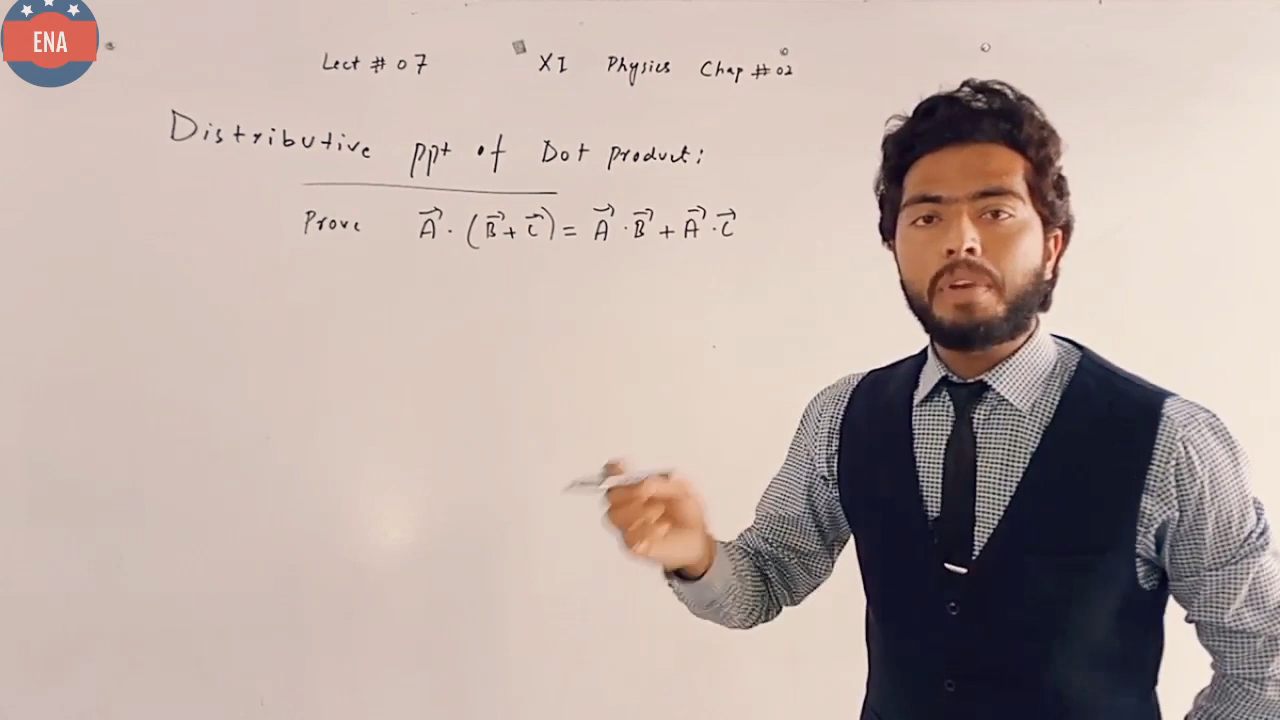 ENA
Lect # 07 XI Physics Chap # 02
Distributive ppt of Dot product:
Prove A⃗ · (B⃗ + C⃗) = A⃗ · B⃗ + A⃗ · C⃗